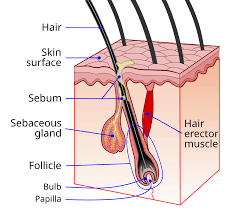 Hair
Skin
surface
Sebum
Sebaceous
gland
Hair
erector
muscle
Follicle
Bulb
Papilla